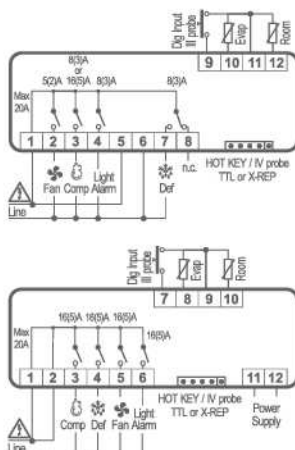 8(3)A
or
5(2)A 16(5)A 8(3)A 8(3)A
Dig Input
III probe
Evap
Room
9 10 11 12
Max
20A
1 2 3 4 5 6 7 8
HOT KEY / IV probe
TTL or X-REP
Fan Comp Light
Alarm
Def
n.c.
Line
Dig Input
III probe
Evap
Room
7 8 9 10
Max
20A
16(5)A 16(5)A 16(5)A 16(5)A
1 2 3 4 5 6
HOT KEY / IV probe
TTL or X-REP
11 12
Comp Def Fan Light
Alarm
Power
Supply
Line